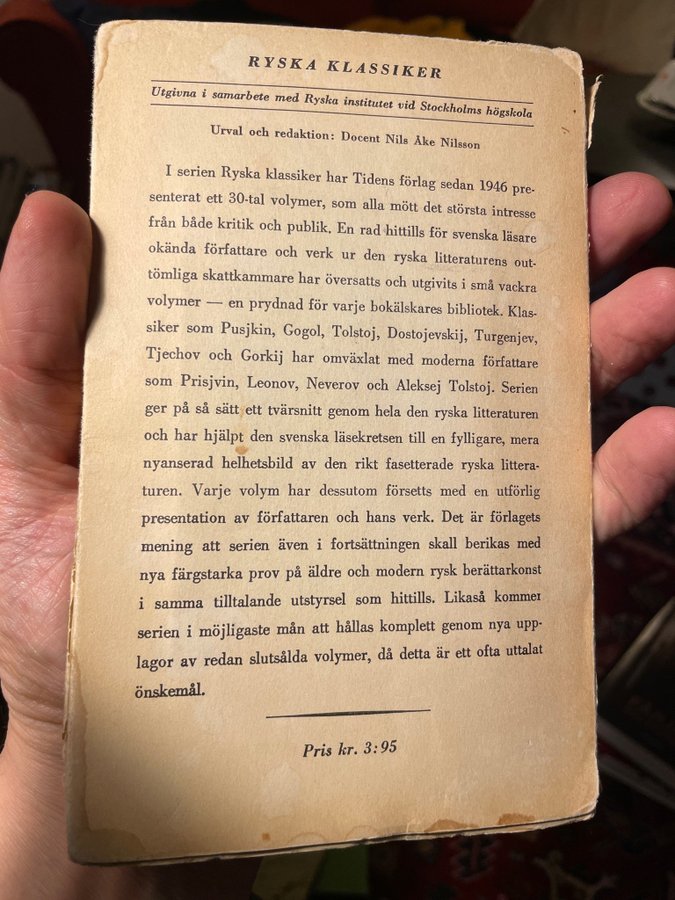 RYSKA KLASSIKER
Utgivna i samarbete med Ryska institutet vid Stockholms högskola
Urval och redaktion: Docent Nils Åke Nilsson
I serien Ryska klassiker har Tidens förlag sedan 1946 pre-
senterat ett 30-tal volymer, som alla mött det största intresse
från både kritik och publik. En rad hittills för svenska läsare
okända författare och verk ur den ryska litteraturens out-
tömliga skattkammare har översatts och utgivits i små vackra
volymer — en prydnad för varje bokälskares bibliotek. Klas-
siker som Pusjkin, Gogol, Tolstoj, Dostojevskij, Turgenjev,
Tjechov och Gorkij har omväxlat med moderna författare
som Prisjvin, Leonov, Neverov och Aleksej Tolstoj. Serien
ger på så sätt ett tvärsnitt genom hela den ryska litteraturen
och har hjälpt den svenska läsekretsen till en fylligare, mera
nyanserad helhetsbild av den rikt fasetterade ryska littera-
turen. Varje volym har dessutom försetts med en utförlig
presentation av författaren och hans verk. Det är förlagets
mening att serien även i fortsättningen skall berikas med
nya färgstarka prov på äldre och modern rysk berättarkonst
i samma tilltalande utstyrsel som hittills. Likaså kommer
serien i möjligaste mån att hållas komplett genom nya upp-
lagor av redan slutsålda volymer, då detta är ett ofta uttalat
önskemål.
Pris kr. 3:95